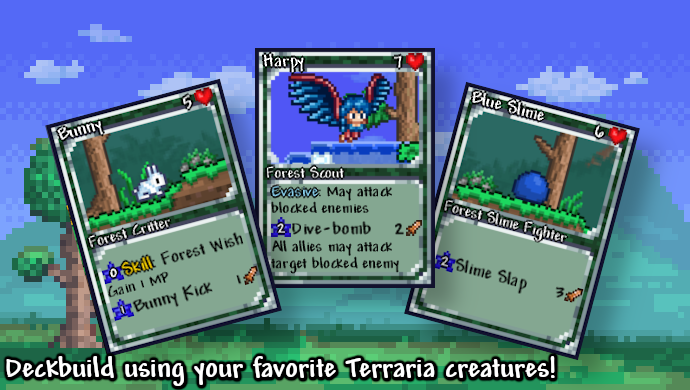 Bunny 5
Forest Critter
0 Skill: Forest Wish
Gain 1 MP
1 Bunny Kick 1
Harpy 7
Forest Scout
Evasive: May attack
blocked enemies
2 Dive-bomb 2
All allies may attack
target blocked enemy
Blue Slime 6
Forest Slime Fighter
2 Slime Slap 3
Deckbuild using your favorite Terraria creatures!